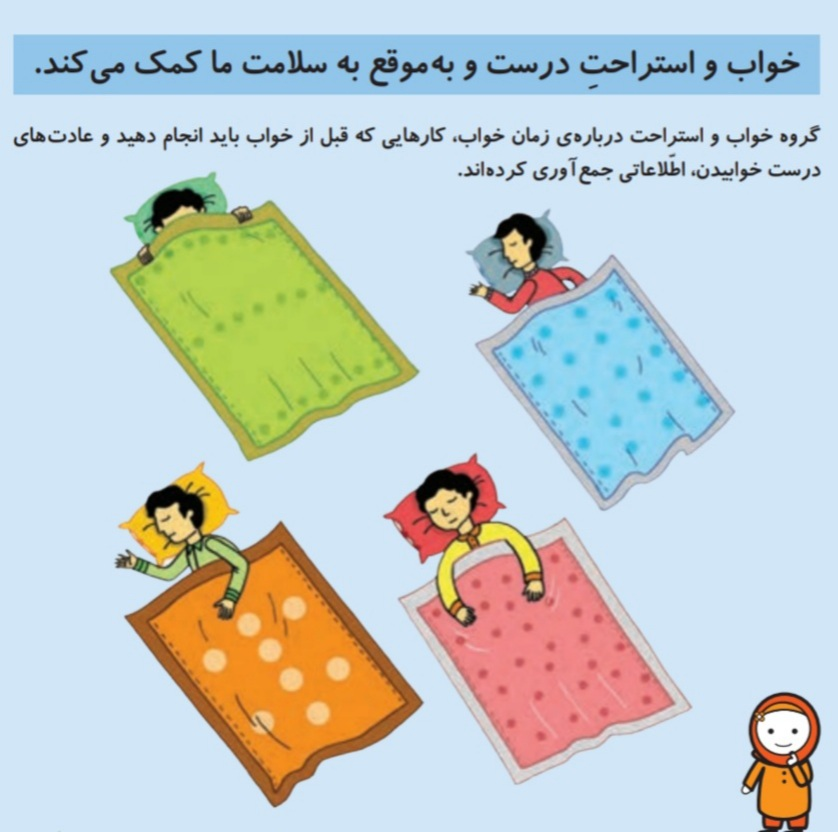 خواب و استراحتِ درست و به‌موقع به سلامت ما کمک می‌کند.
گروه خواب و استراحت درباره‌ی زمان خواب، کارهایی که قبل از خواب باید انجام دهید و عادت‌های
درست خوابیدن، اطّلاعاتی جمع‌آوری کرده‌اند.